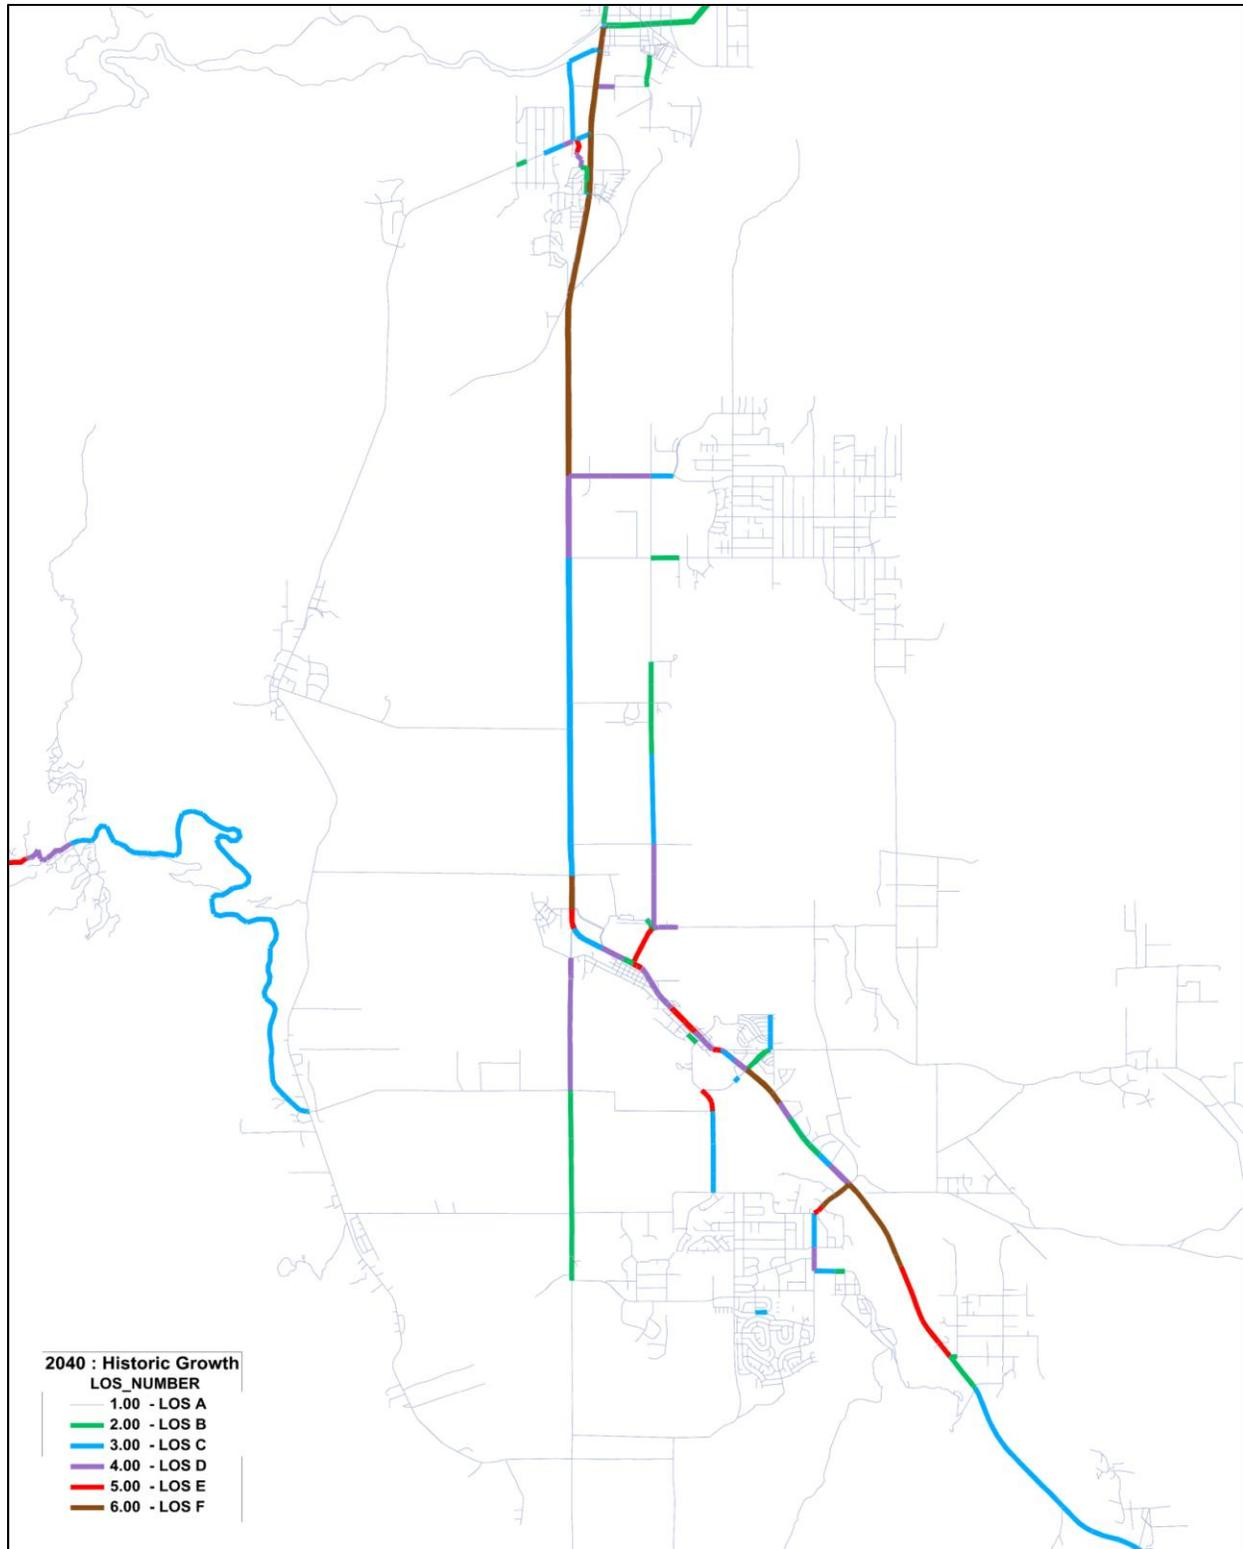 2040 : Historic Growth
LOS_NUMBER
1.00 - LOS A
2.00 - LOS B
3.00 - LOS C
4.00 - LOS D
5.00 - LOS E
6.00 - LOS F